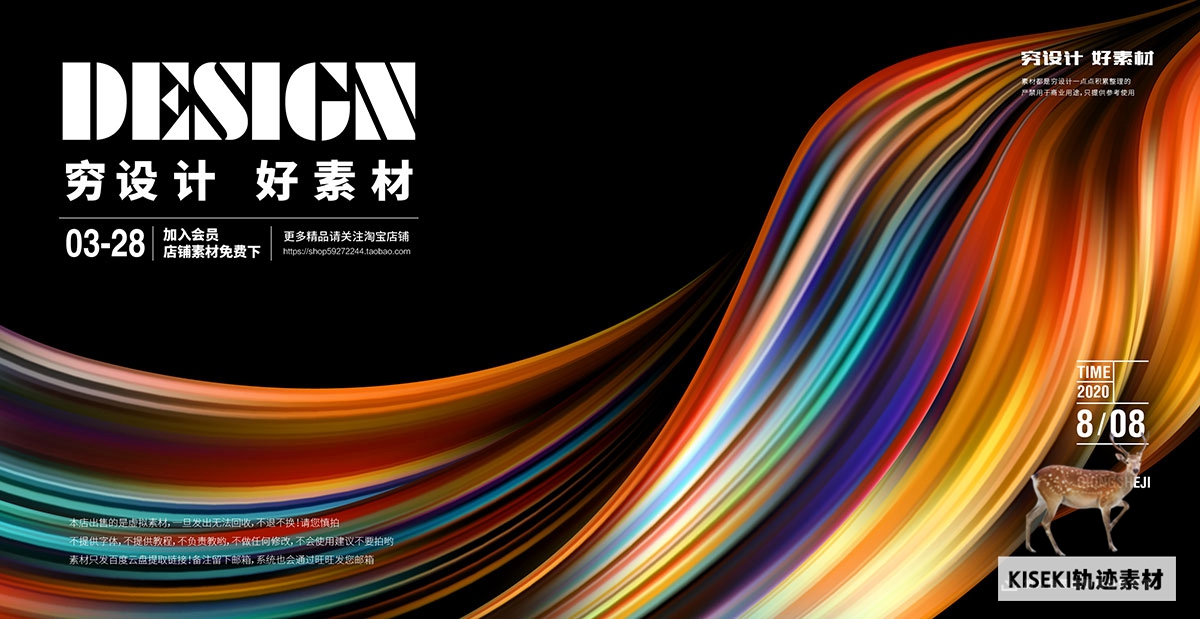 DESIGN
穷设计 好素材
03-28
加入会员
店铺素材免费下
更多精品请关注淘宝店铺
https://shop59272244.taobao.com
穷设计 好素材
素材都是穷设计一点点积累整理的
严禁用于商业用途,只提供参考使用
TIME
2020
8/08
本店出售的是虚拟素材,一旦发出无法回收,不退不换!请您慎拍
不提供字体,不提供教程,不负责教哟,不做任何修改,不会使用建议不要拍哟
素材只发百度云盘提取链接!备注留下邮箱,系统也会通过旺旺发您邮箱
KISEKI轨迹素材